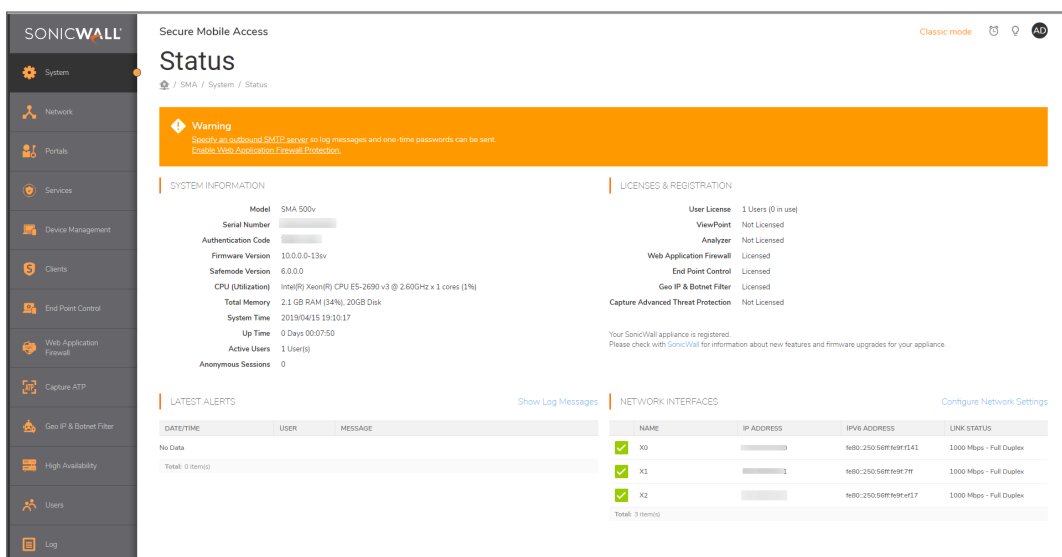 SONICWALL
System
Network
Portals
Services
Device Management
Clients
End Point Control
Web Application
Firewall
Capture ATP
Geo IP & Botnet Filter
High Availability
Users
Log
Secure Mobile Access
Classic mode
AD
Status
/ SMA / System / Status
Warning
Specify an outbound SMTP server so log messages and one-time passwords can be sent.
Enable Web Application Firewall Protection.
SYSTEM INFORMATION
Model SMA 500v
Serial Number
Authentication Code
Firmware Version 10.0.0.0-13sv
Safemode Version 6.0.0.0
CPU (Utilization) Intel(R) Xeon(R) CPU E5-2690 v3 @ 2.60GHz x 1 cores (1%)
Total Memory 2.1 GB RAM (34%), 20GB Disk
System Time 2019/04/15 19:10:17
Up Time 0 Days 00:07:50
Active Users 1 User(s)
Anonymous Sessions 0
LICENSES & REGISTRATION
User License 1 Users (0 in use)
ViewPoint Not Licensed
Analyzer Not Licensed
Web Application Firewall Licensed
End Point Control Licensed
Geo IP & Botnet Filter Licensed
Capture Advanced Threat Protection Not Licensed
Your SonicWall appliance is registered.
Please check with SonicWall for information about new features and firmware upgrades for your appliance.
LATEST ALERTS Show Log Messages
DATE/TIME USER MESSAGE
No Data
Total: 0 item(s)
NETWORK INTERFACES Configure Network Settings
NAME IP ADDRESS IPV6 ADDRESS LINK STATUS
X0 fe80::250:56ff:fe9f:f141 1000 Mbps - Full Duplex
X1 fe80::250:56ff:fe9f:7ff 1000 Mbps - Full Duplex
X2 fe80::250:56ff:fe9f:ef17 1000 Mbps - Full Duplex
Total: 3 item(s)